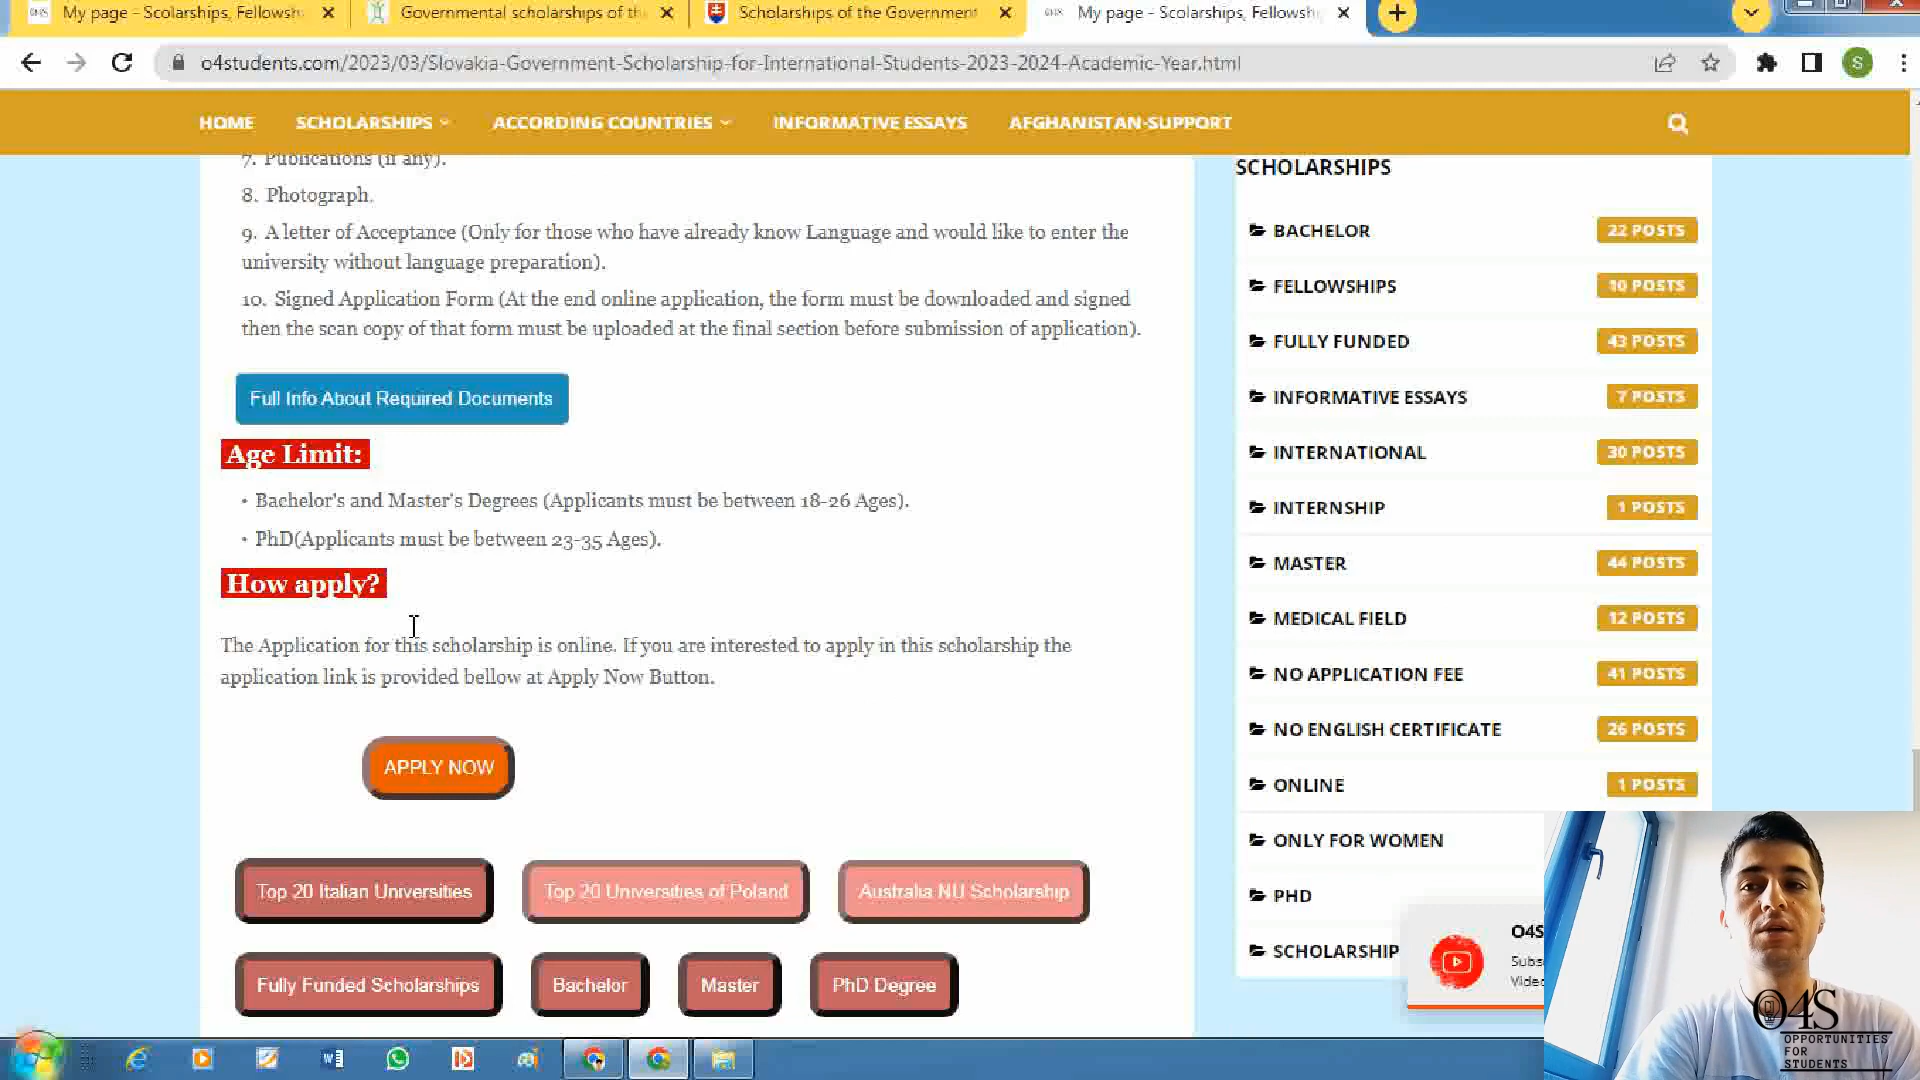 My page - Scolarships, Fellowsh
Governmental scholarships of th
Scholarships of the Government
My page - Scolarships, Fellowshi
o4students.com/2023/03/Slovakia-Government-Scholarship-for-International-Students-2023-2024-Academic-Year.html
S
HOME
SCHOLARSHIPS
ACCORDING COUNTRIES
INFORMATIVE ESSAYS
AFGHANISTAN-SUPPORT
7. Publications (if any).
8. Photograph.
9. A letter of Acceptance (Only for those who have already know Language and would like to enter the
university without language preparation).
10. Signed Application Form (At the end online application, the form must be downloaded and signed
then the scan copy of that form must be uploaded at the final section before submission of application).
Full Info About Required Documents
Age Limit:
• Bachelor's and Master's Degrees (Applicants must be between 18-26 Ages).
• PhD(Applicants must be between 23-35 Ages).
How apply?
The Application for this scholarship is online. If you are interested to apply in this scholarship the
application link is provided bellow at Apply Now Button.
APPLY NOW
Top 20 Italian Universities
Top 20 Universities of Poland
Australia NU Scholarship
Fully Funded Scholarships
Bachelor
Master
PhD Degree
SCHOLARSHIPS
BACHELOR 22 POSTS
FELLOWSHIPS 10 POSTS
FULLY FUNDED 43 POSTS
INFORMATIVE ESSAYS 7 POSTS
INTERNATIONAL 30 POSTS
INTERNSHIP 1 POSTS
MASTER 44 POSTS
MEDICAL FIELD 12 POSTS
NO APPLICATION FEE 41 POSTS
NO ENGLISH CERTIFICATE 26 POSTS
ONLINE 1 POSTS
ONLY FOR WOMEN
PHD
SCHOLARSHIP
O4S
Subs
Video
O4S
OPPORTUNITIES
FOR
STUDENTS